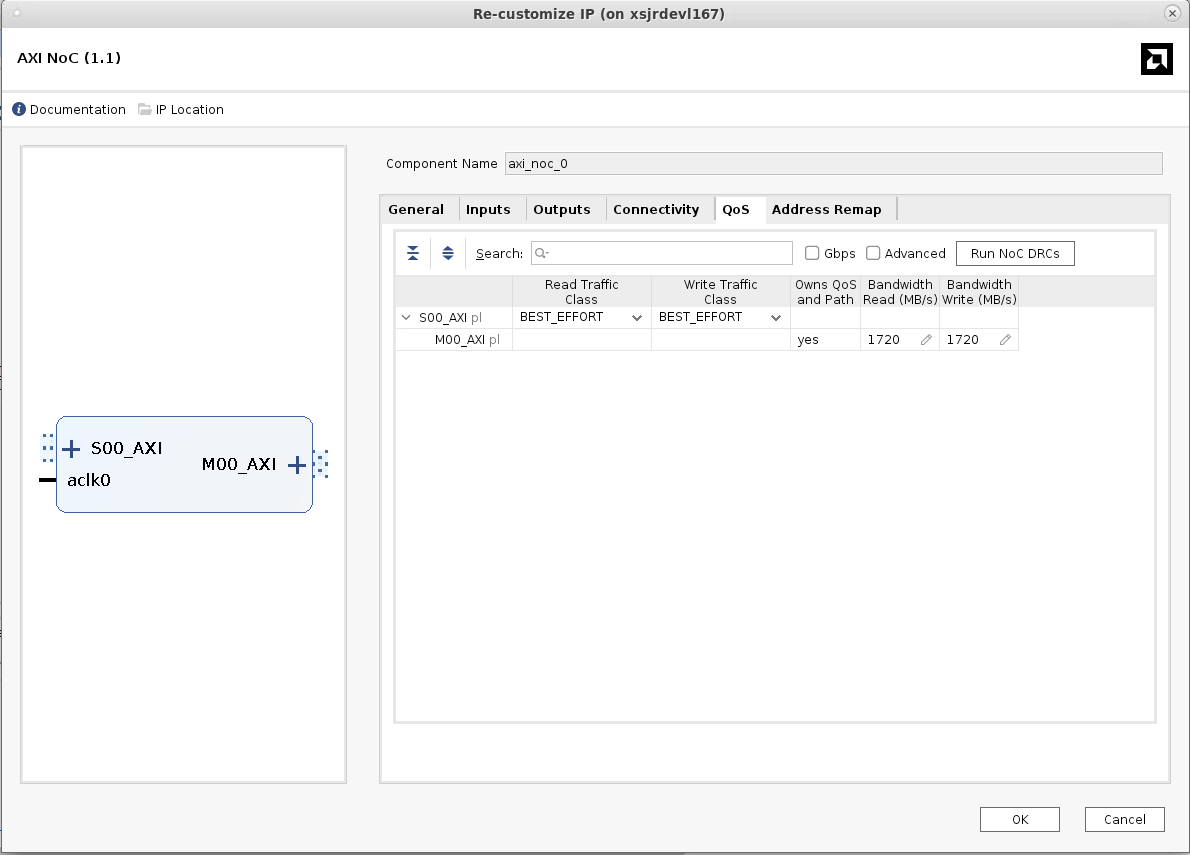 Re-customize IP (on xsjrdevl167)
AXI NoC (1.1)
Documentation IP Location
Component Name axi_noc_0
General Inputs Outputs Connectivity QoS Address Remap
Search: Gbps Advanced Run NoC DRCs
Read Traffic Class Write Traffic Class Owns QoS and Path Bandwidth Read (MB/s) Bandwidth Write (MB/s)
S00_AXI pl BEST_EFFORT BEST_EFFORT
M00_AXI pl yes 1720 1720
S00_AXI
M00_AXI
aclk0
OK Cancel